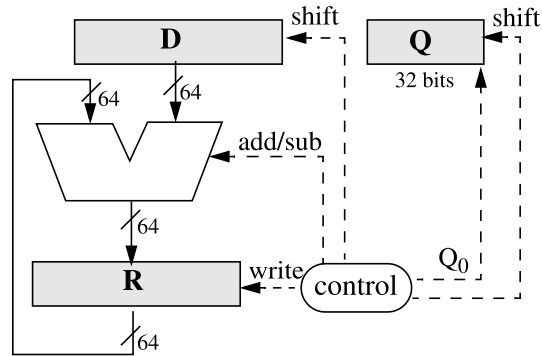 shift
shift
D
Q
32 bits
64
64
add/sub
64
write
Q0
R
control
64